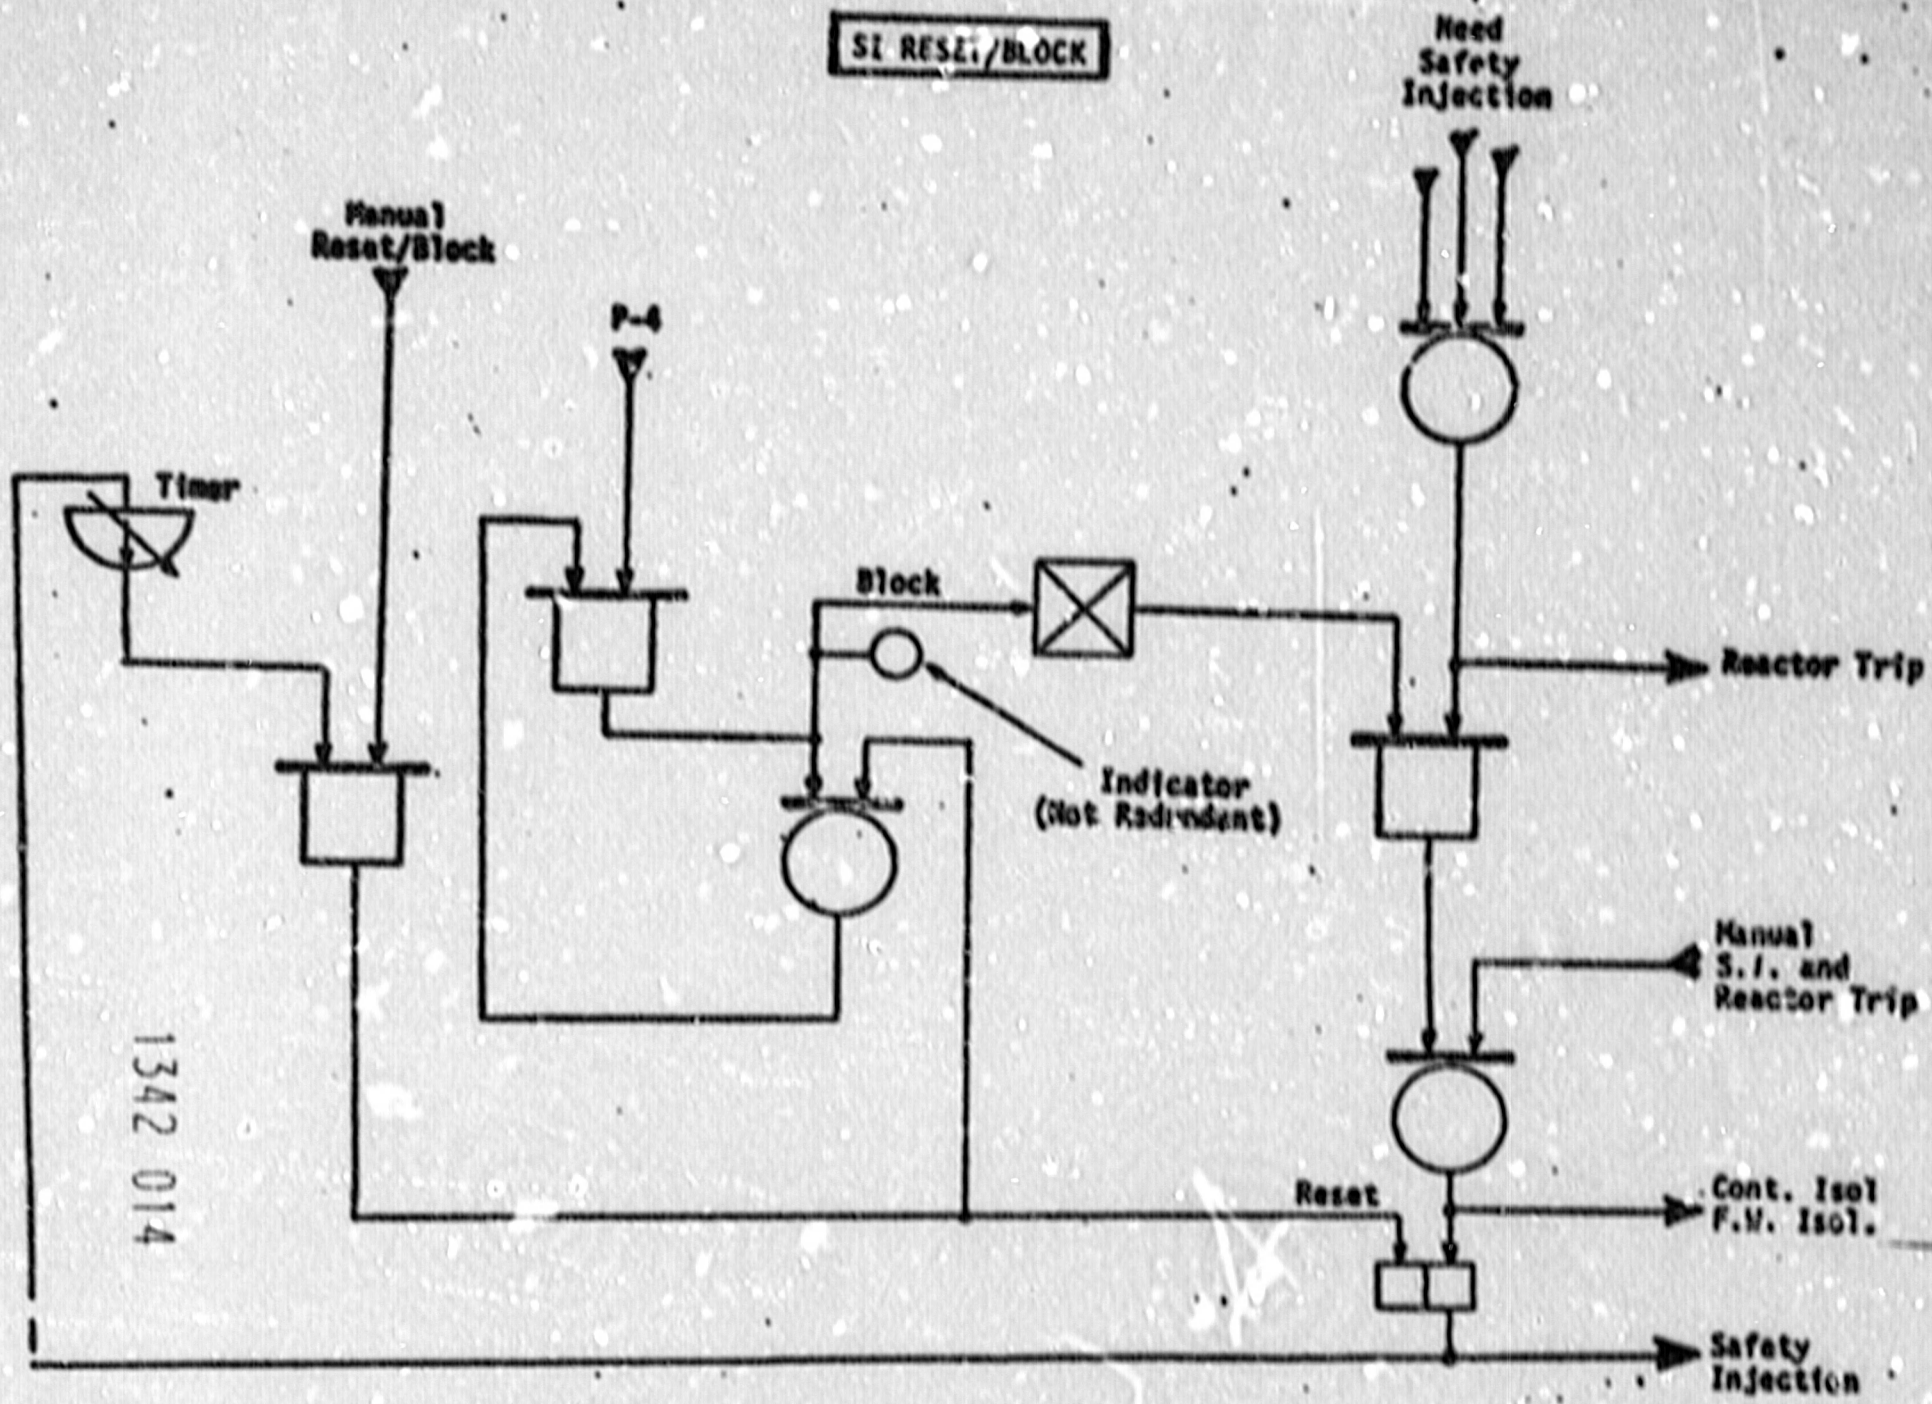 SI RESET/BLOCK
Need
Safety
Injection
Manual
Reset/Block
P-4
Timer
Block
Reactor Trip
Indicator
(Not Redundent)
Manual
S.I. and
Reactor Trip
Reset
Cont. Isol
F.W. Isol.
Safety
Injection
1342 014